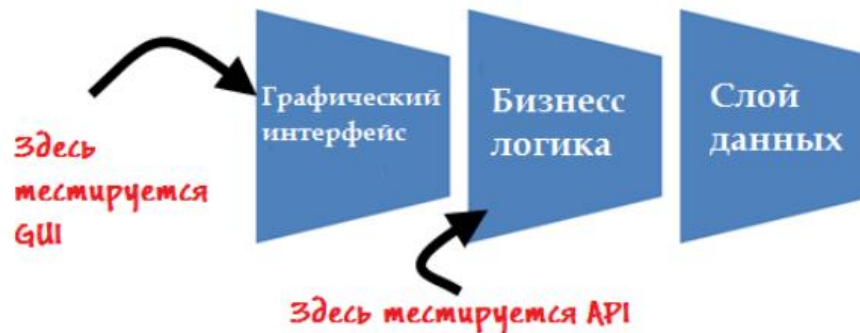 Графический
интерфейс
Бизнесс
логика
Слой
данных
Здесь
тестируется
GUI
Здесь тестируется API